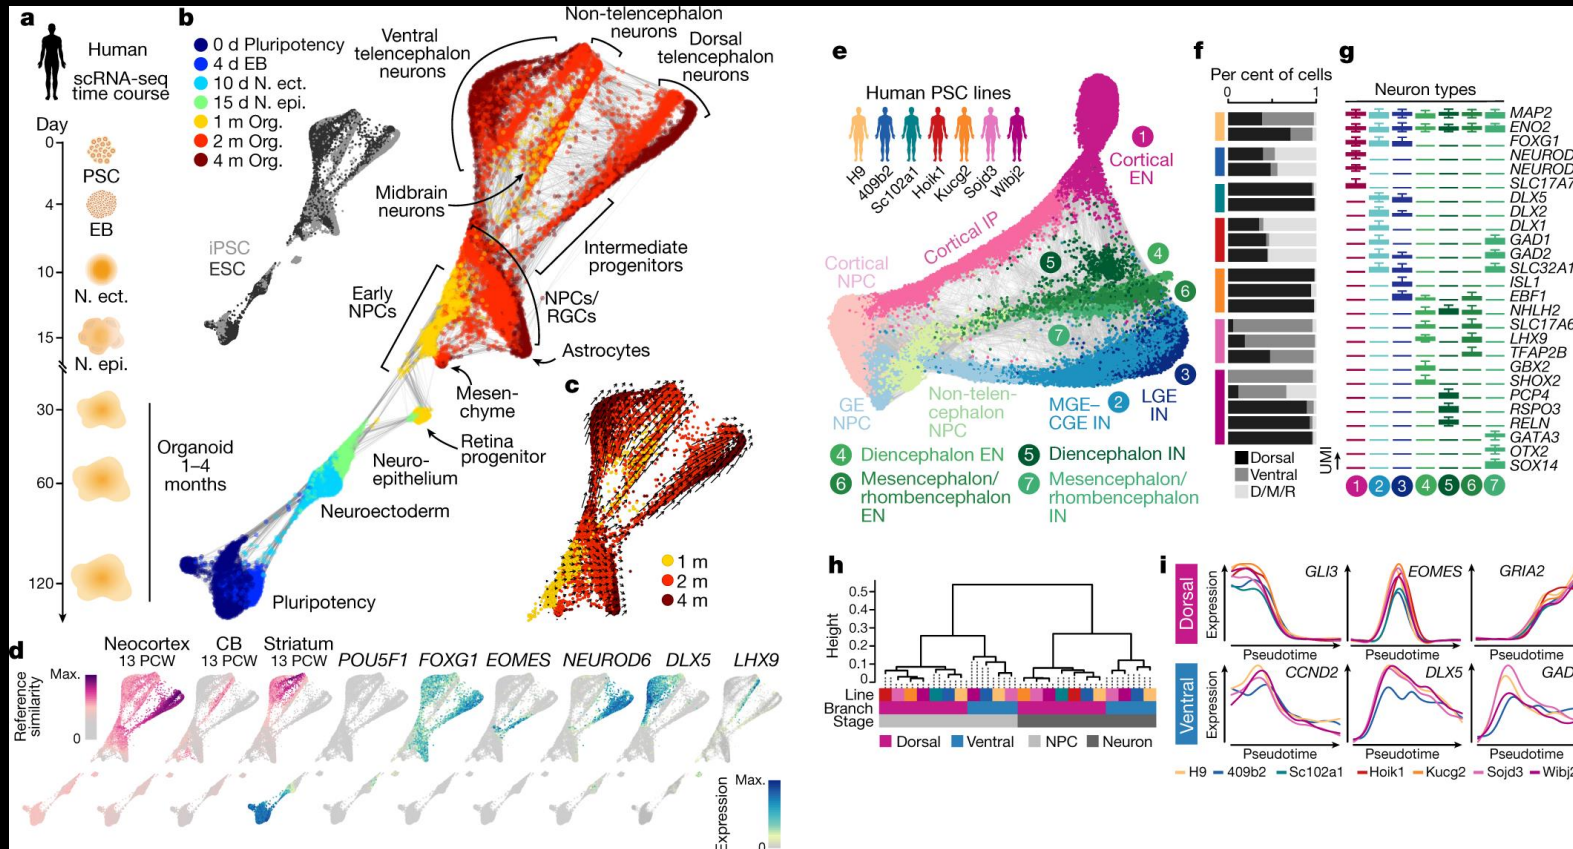 a
Human
scRNA-seq
time course
Day
0
PSC
4
EB
10
N. ect.
15
N. epi.
30
Organoid
1–4
months
60
120
b
0 d Pluripotency
4 d EB
10 d N. ect.
15 d N. epi.
1 m Org.
2 m Org.
4 m Org.
iPSC
ESC
Ventral
telencephalon
neurons
Non-telencephalon
neurons
Dorsal
telencephalon
neurons
Midbrain
neurons
Intermediate
progenitors
Early
NPCs
NPCs/
RGCs
Astrocytes
Mesen-
chyme
Retina
progenitor
Neuro-
epithelium
Neuroectoderm
Pluripotency
c
1 m
2 m
4 m
d
Neocortex
13 PCW
CB
13 PCW
Striatum
13 PCW
POU5F1
FOXG1
EOMES
NEUROD6
DLX5
LHX9
Max.
Reference
similarity
0
Max.
Expression
0
e
Human PSC lines
H9
409b2
Sc102a1
Hoik1
Kucg2
Sojd3
Wibj2
1
Cortical
EN
Cortical IP
Cortical
NPC
5
4
6
7
3
GE
NPC
Non-telen-
cephalon
NPC
MGE–
CGE IN
2
LGE
IN
4 Diencephalon EN
5 Diencephalon IN
6 Mesencephalon/
rhombencephalon
EN
7 Mesencephalon/
rhombencephalon
IN
f
Per cent of cells
0 1
Dorsal
Ventral
D/M/R
g
Neuron types
MAP2
ENO2
FOXG1
NEUROD
NEUROD
SLC17A7
DLX5
DLX2
DLX1
GAD1
GAD2
SLC32A1
ISL1
EBF1
NHLH2
SLC17A6
LHX9
TFAP2B
GBX2
SHOX2
PCP4
RSPO3
RELN
GATA3
OTX2
SOX14
UMI
1 2 3 4 5 6 7
h
Height
0.5
0.4
0.3
0.2
0.1
0
Line
Branch
Stage
Dorsal Ventral NPC Neuron
i
Dorsal
Expression
GLI3
EOMES
GRIA2
Pseudotime Pseudotime Pseudotime
Ventral
Expression
CCND2
DLX5
GAD
Pseudotime Pseudotime Pseudotime
H9 409b2 Sc102a1 Hoik1 Kucg2 Sojd3 Wibj2